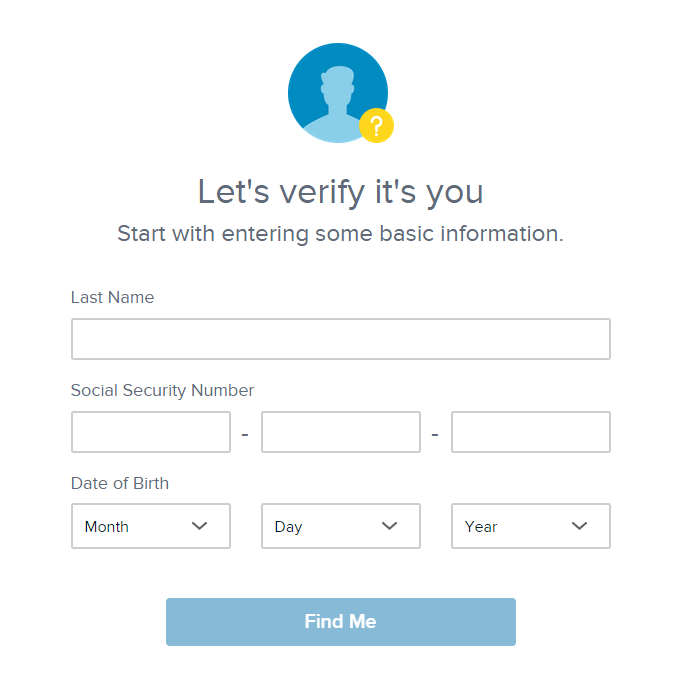 ?
Let's verify it's you
Start with entering some basic information.
Last Name
Social Security Number
- -
Date of Birth
Month Day Year
Find Me